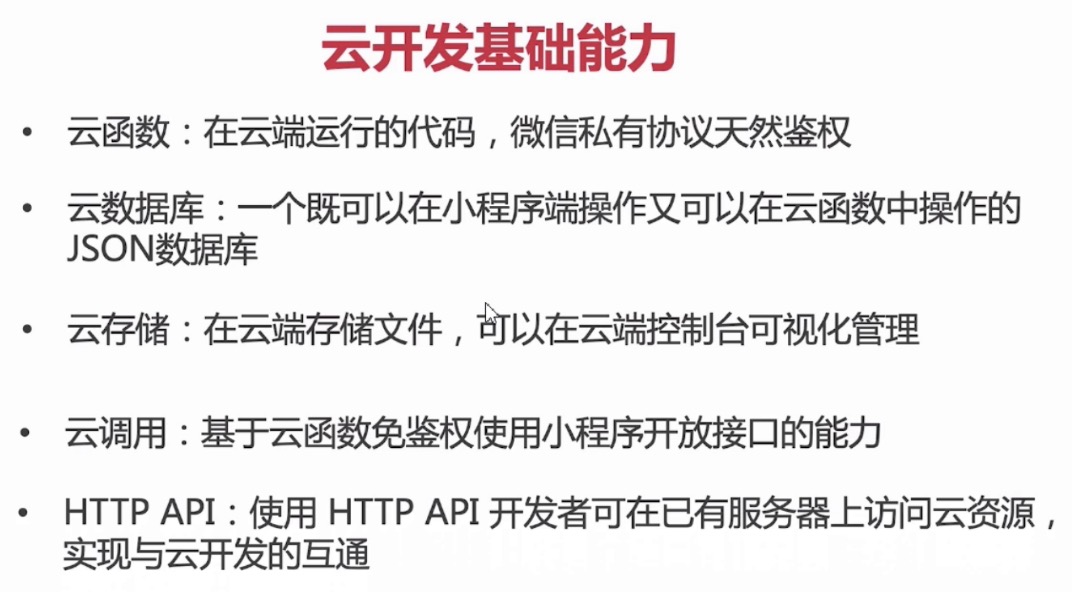 云开发基础能力
• 云函数：在云端运行的代码，微信私有协议天然鉴权
• 云数据库：一个既可以在小程序端操作又可以在云函数中操作的
JSON数据库
• 云存储：在云端存储文件，可以在云端控制台可视化管理
• 云调用：基于云函数免鉴权使用小程序开放接口的能力
• HTTP API：使用 HTTP API 开发者可在已有服务器上访问云资源，
实现与云开发的互通